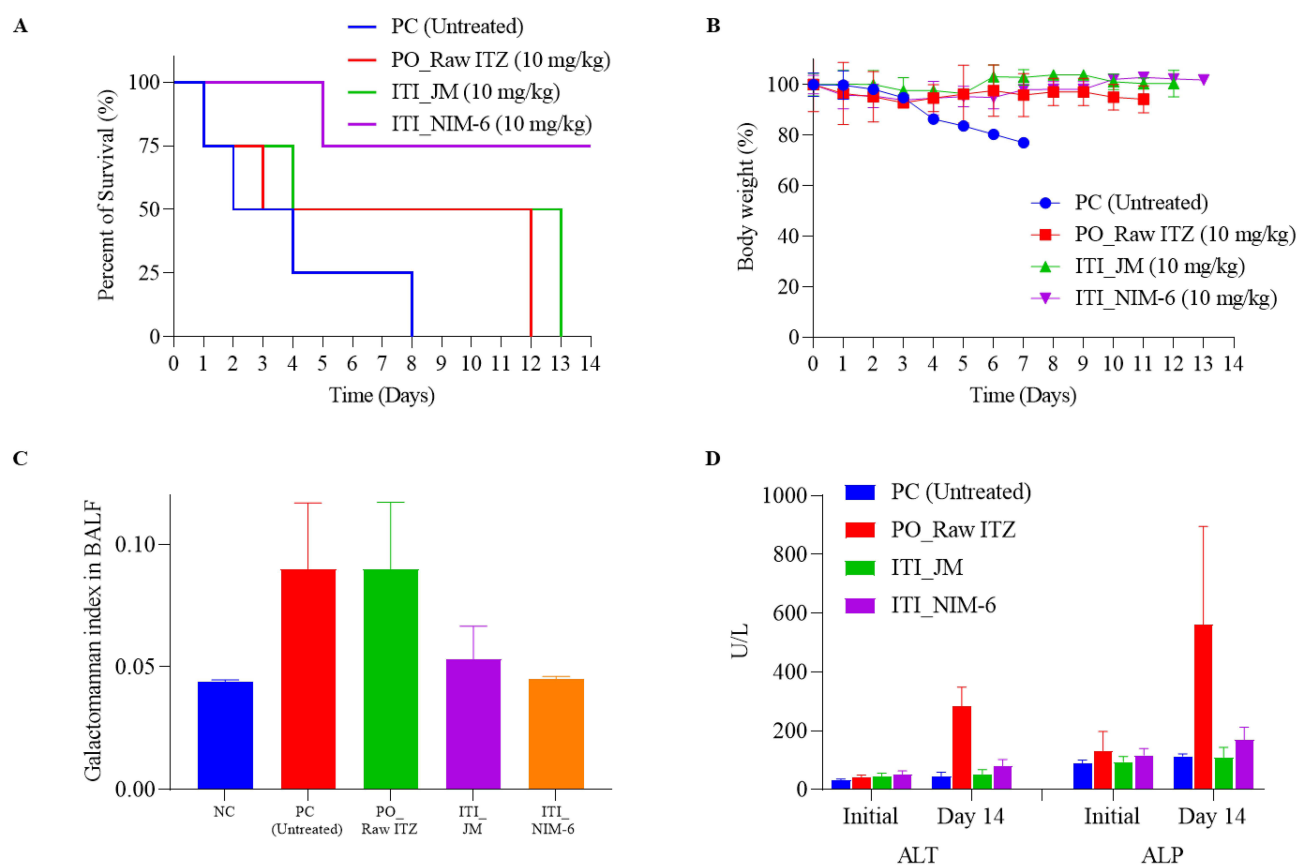 A
PC (Untreated)
PO_Raw ITZ (10 mg/kg)
ITI_JM (10 mg/kg)
ITI_NIM-6 (10 mg/kg)
Percemt of Survival (%)
100
75
50
25
0
0 1 2 3 4 5 6 7 8 9 10 11 12 13 14
Time (Days)
B
Body weight (%)
100
80
60
40
20
0
PC (Untreated)
PO_Raw ITZ (10 mg/kg)
ITI_JM (10 mg/kg)
ITI_NIM-6 (10 mg/kg)
0 1 2 3 4 5 6 7 8 9 10 11 12 13 14
Time (Days)
C
Galactomannan index in BALF
0.10
0.05
0.00
NC
PC
(Untreated)
PO_
Raw ITZ
ITI_
JM
ITI_
NIM-6
D
PC (Untreated)
PO_Raw ITZ
ITI_JM
ITI_NIM-6
U/L
1000
800
600
400
200
0
Initial Day 14 Initial Day 14
ALT ALP